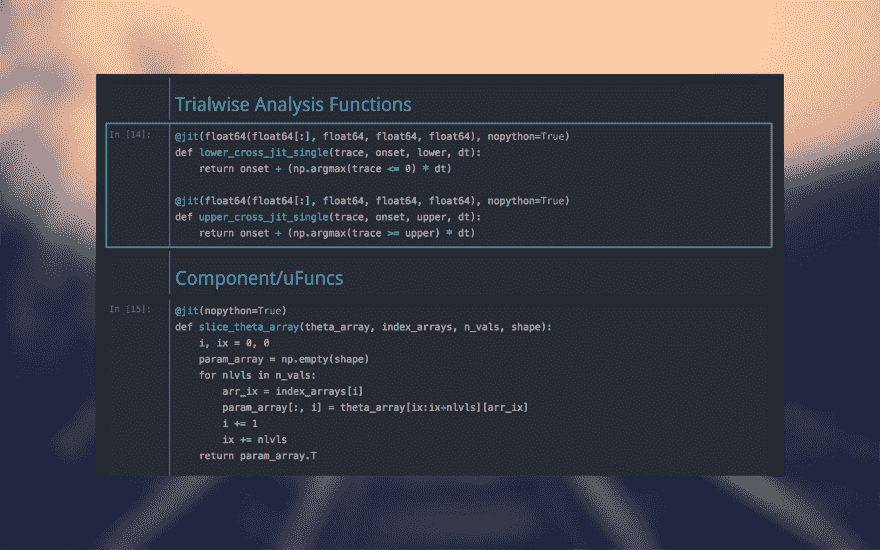 Trialwise Analysis Functions
In [14]:
@jit(float64(float64[:], float64, float64, float64), nopython=True)
def lower_cross_jit_single(trace, onset, lower, dt):
    return onset + (np.argmax(trace <= 0) * dt)
@jit(float64(float64[:], float64, float64, float64), nopython=True)
def upper_cross_jit_single(trace, onset, upper, dt):
    return onset + (np.argmax(trace >= upper) * dt)
Component/uFuncs
In [15]:
@jit(nopython=True)
def slice_theta_array(theta_array, index_arrays, n_vals, shape):
    i, ix = 0, 0
    param_array = np.empty(shape)
    for nlvls in n_vals:
        arr_ix = index_arrays[i]
        param_array[:, i] = theta_array[ix:ix+nlvls][arr_ix]
        i += 1
        ix += nlvls
    return param_array.T